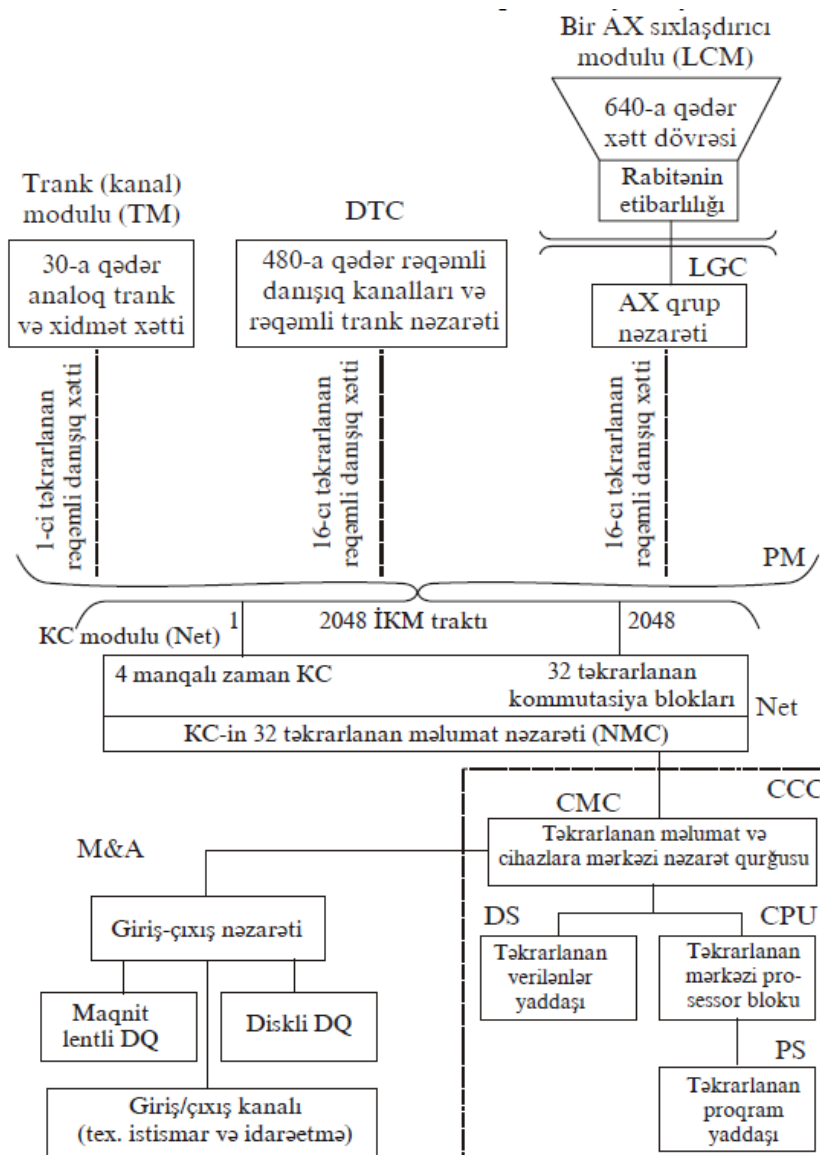 Bir AX sıxlaşdırıcı
modulu (LCM)
640-a qədər
xətt dövrəsi
Rabitənin
etibarlılığı
Trank (kanal)
modulu (TM)
DTC
LGC
30-a qədər
analoq trank
və xidmət xətti
480-a qədər rəqəmli
danışıq kanalları və
rəqəmli trank nəzarəti
AX qrup
nəzarəti
1-ci təkrarlanan
rəqəmli danışıq xətti
16-cı təkrarlanan
rəqəmli danışıq xətti
16-cı təkrarlanan
rəqəmli danışıq xətti
PM
KC modulu (Net)
1
2048 İKM traktı
2048
4 manqalı zaman KC
32 təkrarlanan
kommutasiya blokları
Net
KC-in 32 təkrarlanan məlumat nəzarəti (NMC)
CCC
CMC
Təkrarlanan məlumat və
cihazlara mərkəzi nəzarət qurğusu
M&A
Giriş-çıxış nəzarəti
DS
CPU
Təkrarlanan
verilənlər
yaddaşı
Təkrarlanan
mərkəzi pro-
sessor bloku
Maqnit
lentli DQ
Diskli DQ
PS
Giriş/çıxış kanalı
(tex. istismar və idarəetmə)
Təkrarlanan
proqram
yaddaşı